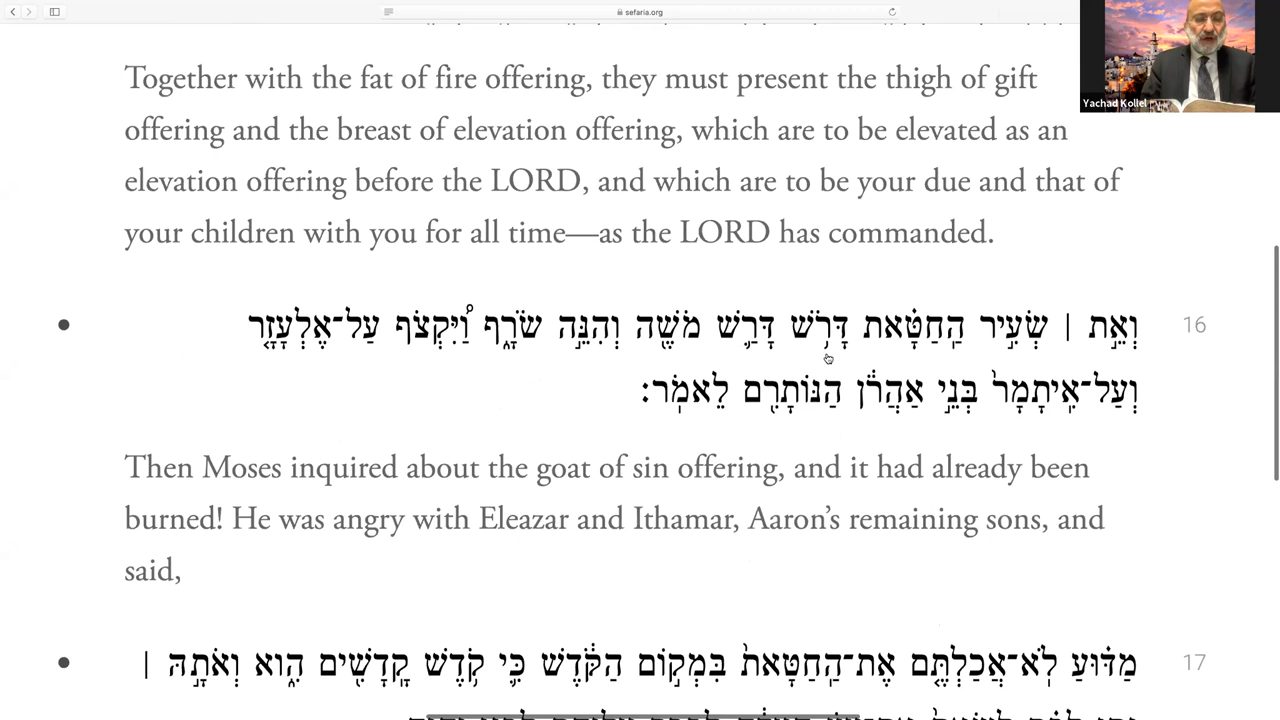 sefaria.org
Yachad Kollel
Together with the fat of fire offering, they must present the thigh of gift
offering and the breast of elevation offering, which are to be elevated as an
elevation offering before the LORD, and which are to be your due and that of
your children with you for all time—as the LORD has commanded.
16
וְאֵ֣ת ׀ שְׂעִ֣יר הַֽחַטָּ֗את דָּרֹ֥שׁ דָּרַ֛שׁ מֹשֶׁ֖ה וְהִנֵּ֣ה שֹׂרָ֑ף וַ֠יִּקְצֹ֠ף עַל־אֶלְעָזָ֤ר
וְעַל־אִֽיתָמָר֙ בְּנֵ֣י אַהֲרֹ֔ן הַנּוֹתָרִ֖ם לֵאמֹֽר׃
Then Moses inquired about the goat of sin offering, and it had already been
burned! He was angry with Eleazar and Ithamar, Aaron’s remaining sons, and
said,
17
מַדּ֗וּעַ לֹֽא־אֲכַלְתֶּ֤ם אֶת־הַֽחַטָּאת֙ בִּמְק֣וֹם הַקֹּ֔דֶשׁ כִּ֛י קֹ֥דֶשׁ קׇֽדָשִׁ֖ים הִ֑וא וְאֹתָ֣הּ ׀